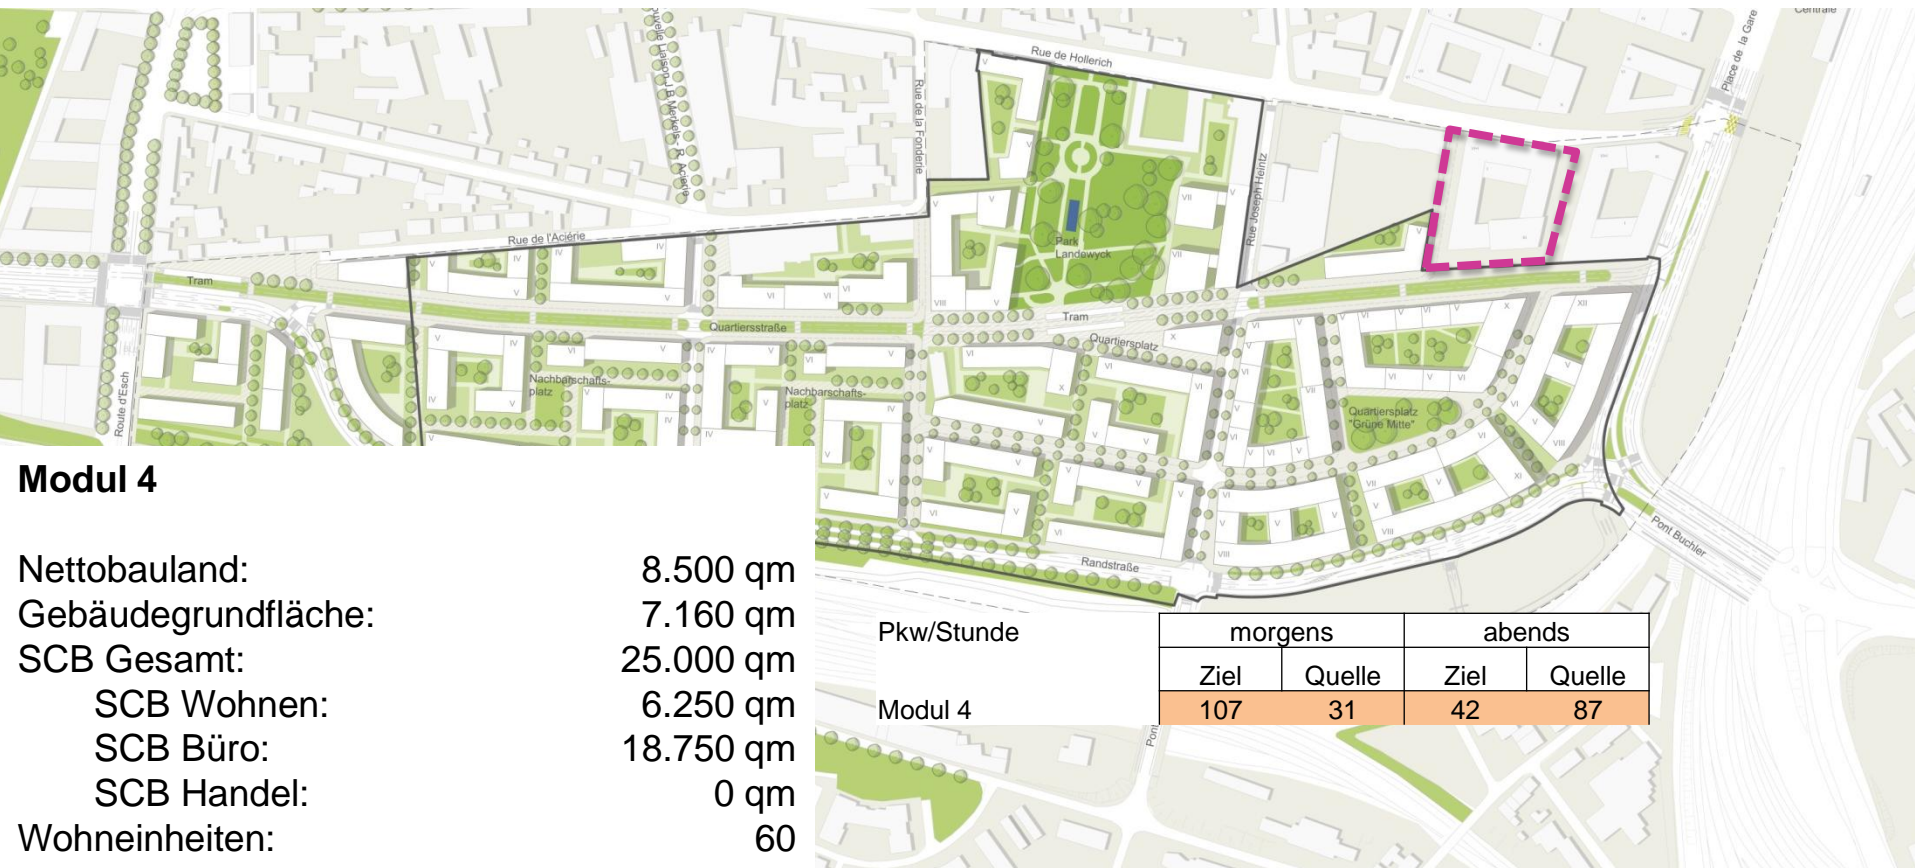 Centrale
Place de la Gare
Rue de Hollerich
Rue de la Fonderie
Rue Joseph Heintz
Rue de l'Aciérie
Park
Landewyck
Tram
Tram
Quartiersstraße
Quartiersplatz
Nachbarschafts-
platz
Nachbarschafts-
platz
Quartiersplatz
"Grüne Mitte"
Route d'Esch
Randstraße
Pont Buchler
Modul 4
Nettobauland: 8.500 qm
Gebäudegrundfläche: 7.160 qm
SCB Gesamt: 25.000 qm
SCB Wohnen: 6.250 qm
SCB Büro: 18.750 qm
SCB Handel: 0 qm
Wohneinheiten: 60
Pkw/Stunde morgens abends
Ziel Quelle Ziel Quelle
Modul 4 107 31 42 87